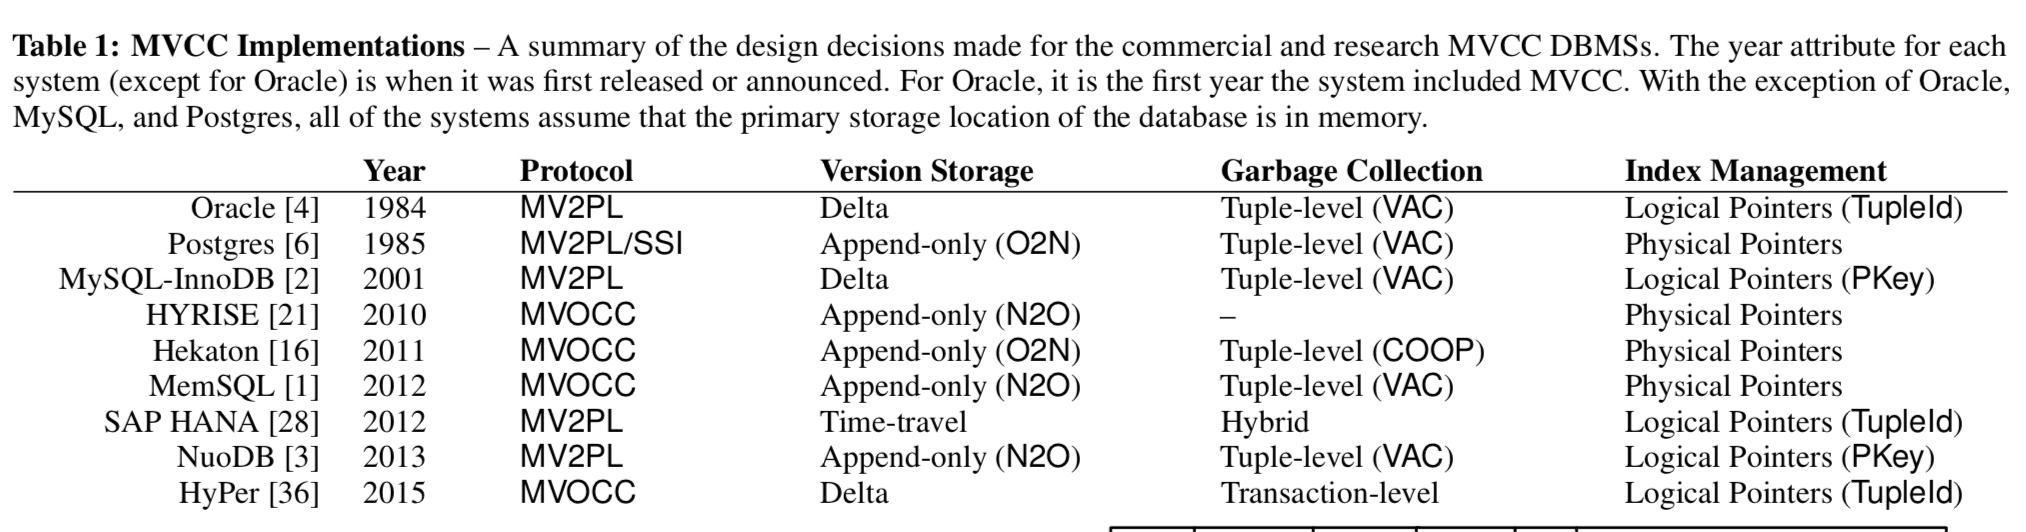 Table 1: MVCC Implementations – A summary of the design decisions made for the commercial and research MVCC DBMSs. The year attribute for each
system (except for Oracle) is when it was first released or announced. For Oracle, it is the first year the system included MVCC. With the exception of Oracle,
MySQL, and Postgres, all of the systems assume that the primary storage location of the database is in memory.
Year Protocol Version Storage Garbage Collection Index Management
Oracle [4] 1984 MV2PL Delta Tuple-level (VAC) Logical Pointers (TupleId)
Postgres [6] 1985 MV2PL/SSI Append-only (O2N) Tuple-level (VAC) Physical Pointers
MySQL-InnoDB [2] 2001 MV2PL Delta Tuple-level (VAC) Logical Pointers (PKey)
HYRISE [21] 2010 MVOCC Append-only (N2O) – Physical Pointers
Hekaton [16] 2011 MVOCC Append-only (O2N) Tuple-level (COOP) Physical Pointers
MemSQL [1] 2012 MVOCC Append-only (N2O) Tuple-level (VAC) Physical Pointers
SAP HANA [28] 2012 MV2PL Time-travel Hybrid Logical Pointers (TupleId)
NuoDB [3] 2013 MV2PL Append-only (N2O) Tuple-level (VAC) Logical Pointers (PKey)
HyPer [36] 2015 MVOCC Delta Transaction-level Logical Pointers (TupleId)